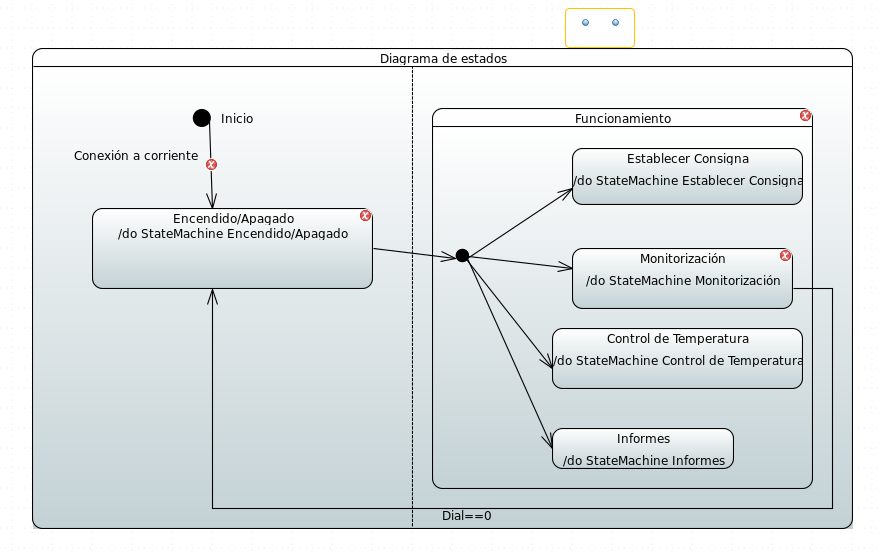 Diagrama de estados
Inicio
Conexión a corriente
Encendido/Apagado
/do StateMachine Encendido/Apagado
Funcionamiento
Establecer Consigna
/do StateMachine Establecer Consigna
Monitorización
/do StateMachine Monitorización
Control de Temperatura
/do StateMachine Control de Temperatura
Informes
/do StateMachine Informes
Dial==0